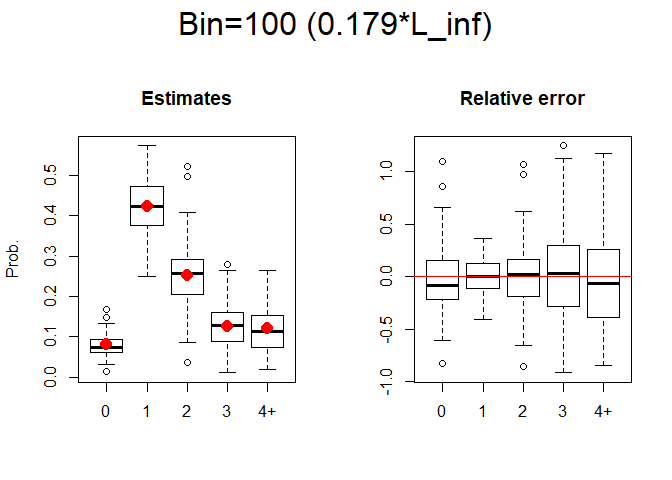 Bin=100 (0.179*L_inf)
Estimates
Prob.
0.5
0.4
0.3
0.2
0.1
0.0
0 1 2 3 4+
Relative error
1.0
0.5
0.0
-0.5
-1.0
0 1 2 3 4+